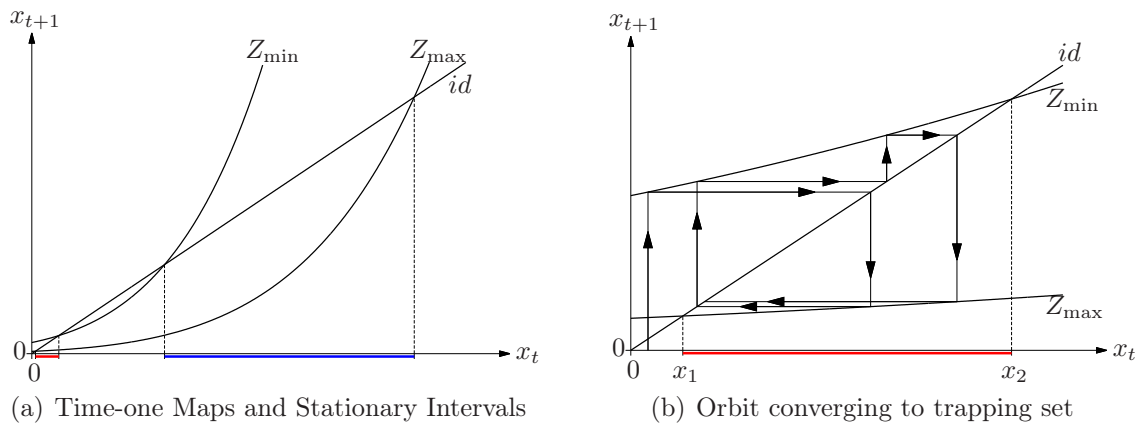 x_{t+1}
Z_min
Z_max
id
0
0
x_t
(a) Time-one Maps and Stationary Intervals
x_{t+1}
id
Z_min
Z_max
0
0
x_1
x_2
x_t
(b) Orbit converging to trapping set